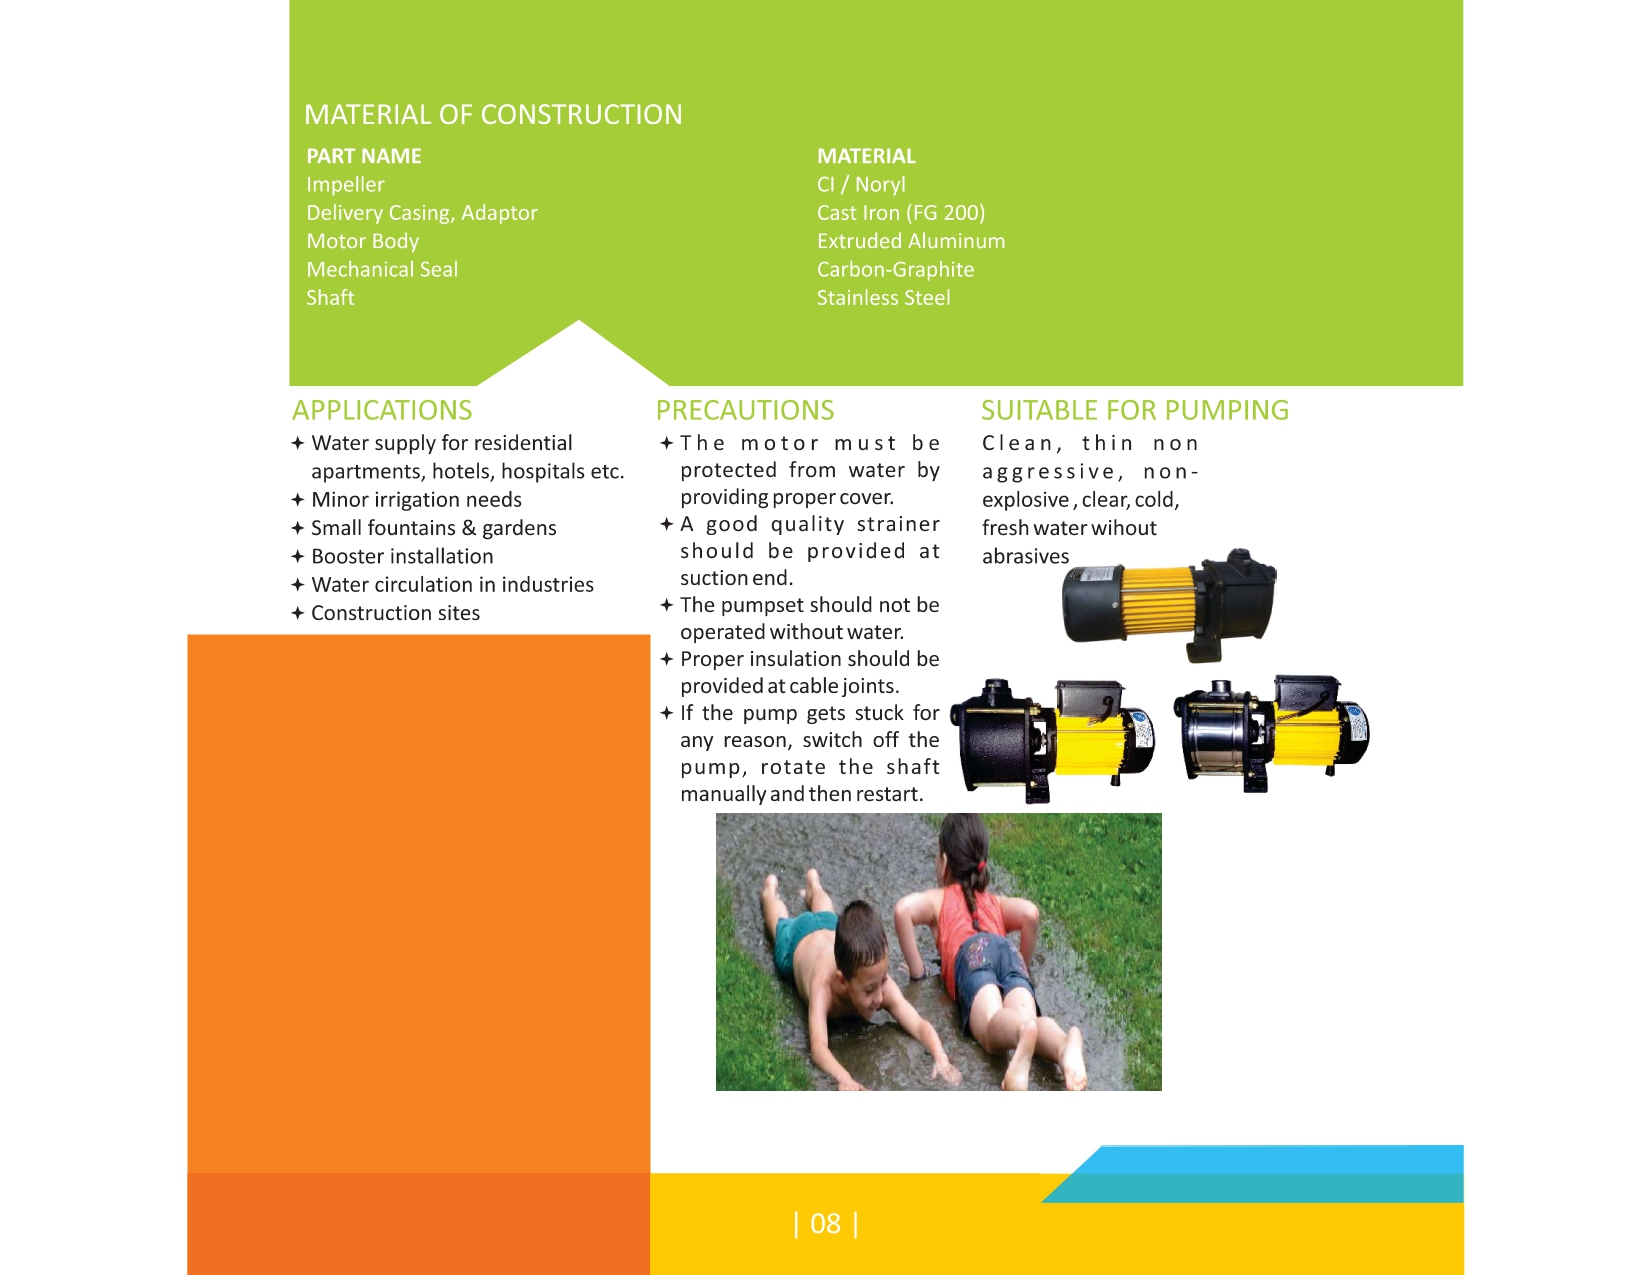 MATERIAL OF CONSTRUCTION
PART NAME MATERIAL
Impeller CI / Noryl
Delivery Casing, Adaptor Cast Iron (FG 200)
Motor Body Extruded Aluminum
Mechanical Seal Carbon-Graphite
Shaft Stainless Steel
APPLICATIONS
Water supply for residential
apartments, hotels, hospitals etc.
Minor irrigation needs
Small fountains & gardens
Booster installation
Water circulation in industries
Construction sites
PRECAUTIONS
The motor must be
protected from water by
providing proper cover.
A good quality strainer
should be provided at
suction end.
The pumpset should not be
operated without water.
Proper insulation should be
provided at cable joints.
If the pump gets stuck for
any reason, switch off the
pump, rotate the shaft
manually and then restart.
SUITABLE FOR PUMPING
Clean, thin non
aggressive, non-
explosive , clear, cold,
fresh water wihout
abrasives
| 08 |